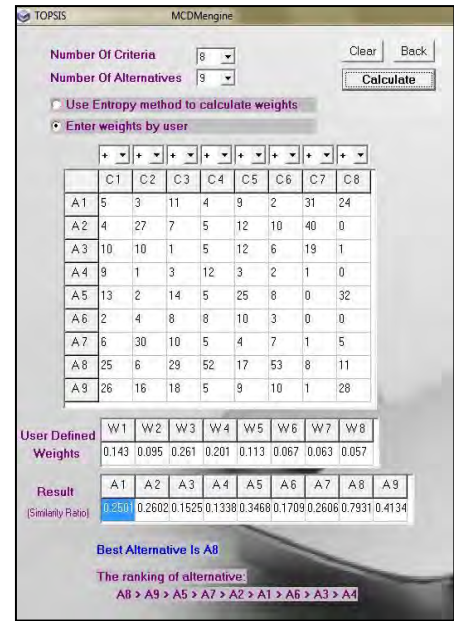 TOPSIS MCDMengine
Number Of Criteria 8 Clear Back
Number Of Alternatives 9 Calculate
Use Entropy method to calculate weights
Enter weights by user
+ + + + + + + +
C1 C2 C3 C4 C5 C6 C7 C8
A1 5 3 11 4 9 2 31 24
A2 4 27 7 5 12 10 40 0
A3 10 10 1 5 12 6 19 1
A4 9 1 3 12 3 2 1 0
A5 13 2 14 5 25 8 0 32
A6 2 4 8 8 10 3 0 0
A7 6 30 10 5 4 7 1 5
A8 25 6 29 52 17 53 8 11
A9 26 16 18 5 9 10 1 28
W1 W2 W3 W4 W5 W6 W7 W8
User Defined Weights 0.143 0.095 0.261 0.201 0.113 0.067 0.063 0.057
A1 A2 A3 A4 A5 A6 A7 A8 A9
Result (Similarity Ratio) 0.2501 0.2602 0.1525 0.1338 0.3468 0.1709 0.2606 0.7931 0.4134
Best Alternative Is A8
The ranking of alternative:
A8 > A9 > A5 > A7 > A2 > A1 > A6 > A3 > A4